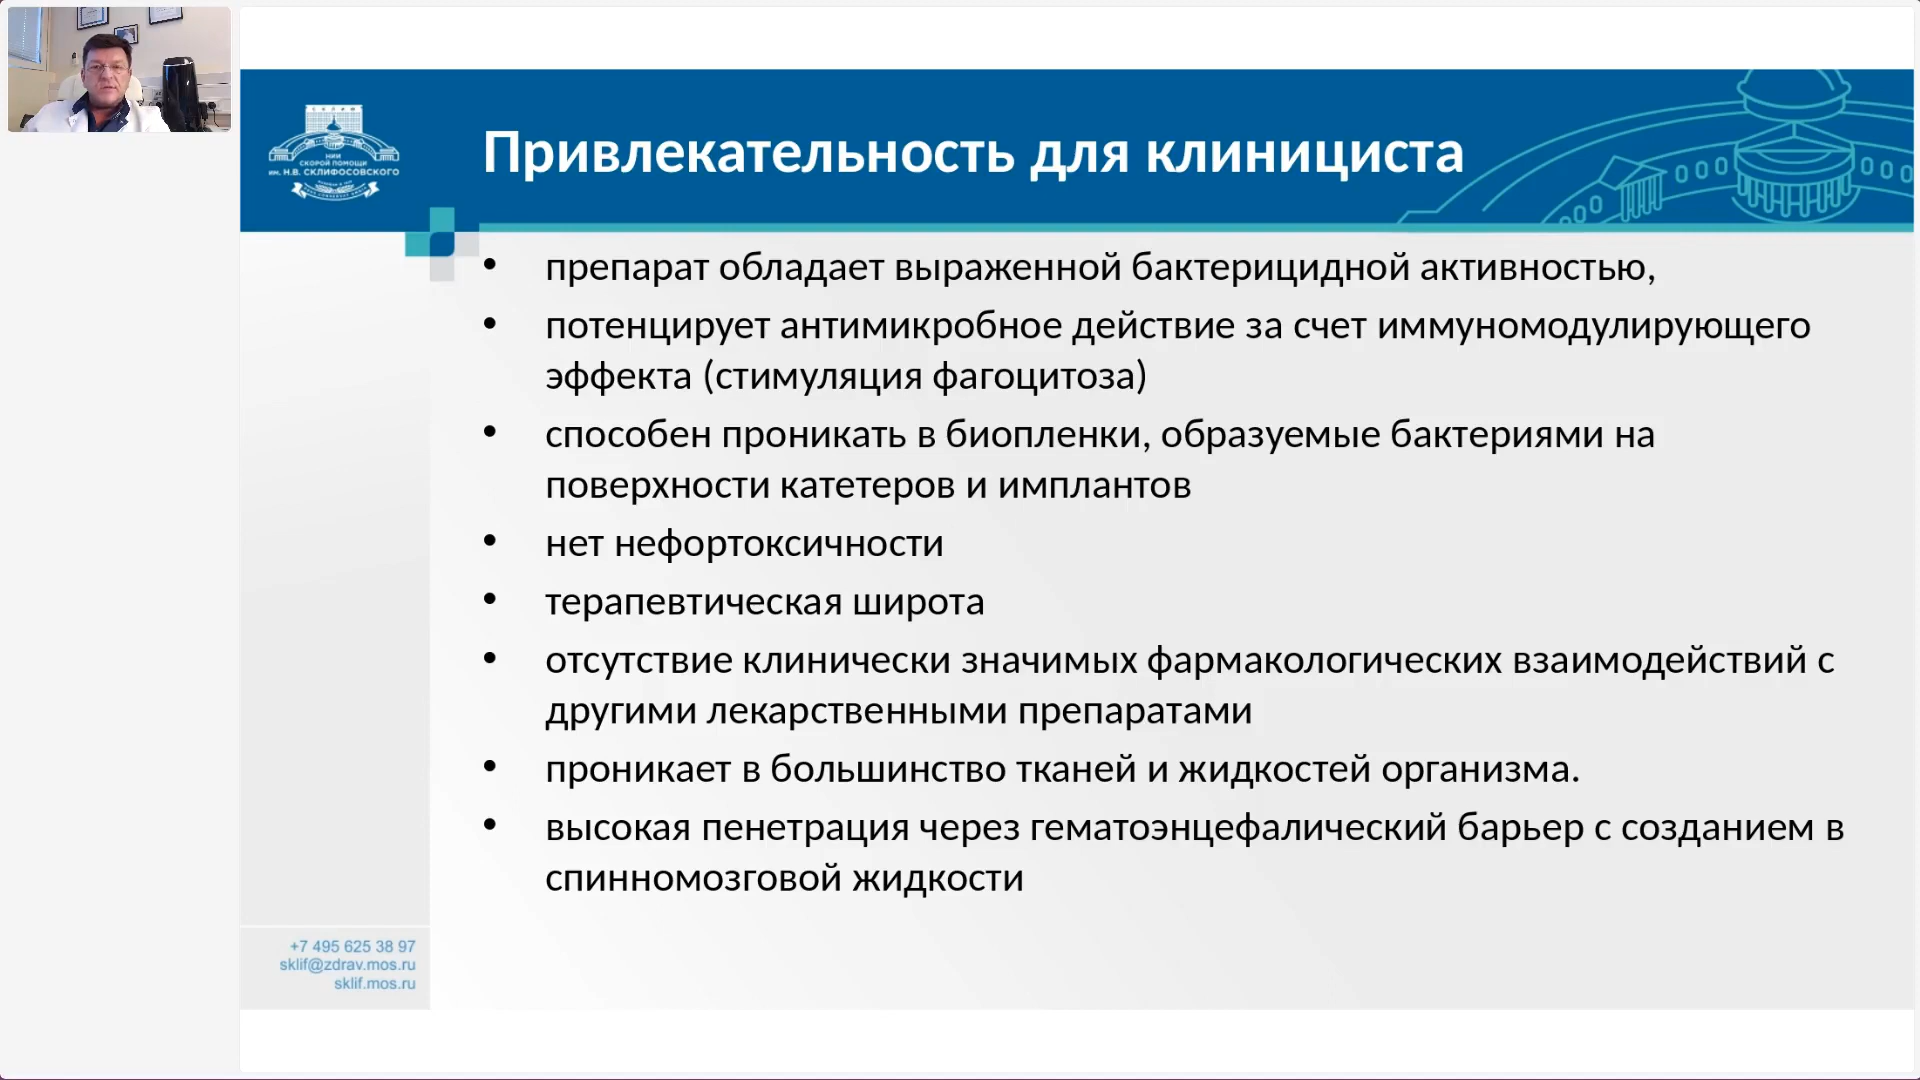 СКЛИФ
НИИ
СКОРОЙ ПОМОЩИ
им. Н.В. СКЛИФОСОВСКОГО
Привлекательность для клинициста
• препарат обладает выраженной бактерицидной активностью,
• потенцирует антимикробное действие за счет иммуномодулирующего
эффекта (стимуляция фагоцитоза)
• способен проникать в биопленки, образуемые бактериями на
поверхности катетеров и имплантов
• нет нефортоксичности
• терапевтическая широта
• отсутствие клинически значимых фармакологических взаимодействий с
другими лекарственными препаратами
• проникает в большинство тканей и жидкостей организма.
• высокая пенетрация через гематоэнцефалический барьер с созданием в
спинномозговой жидкости
+7 495 625 38 97
sklif@zdrav.mos.ru
sklif.mos.ru